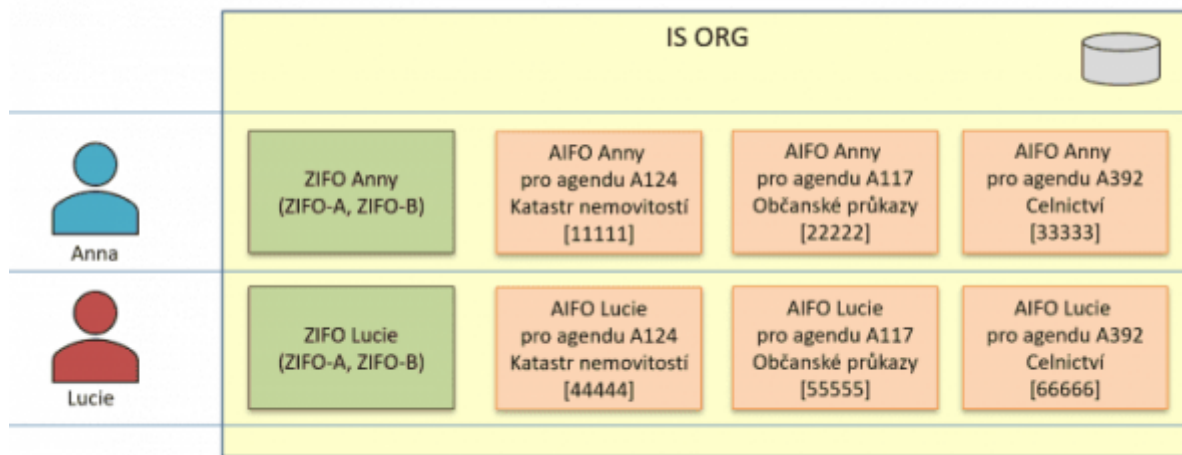 IS ORG
Anna
ZIFO Anny
(ZIFO-A, ZIFO-B)
AIFO Anny
pro agendu A124
Katastr nemovitostí
[11111]
AIFO Anny
pro agendu A117
Občanské průkazy
[22222]
AIFO Anny
pro agendu A392
Celnictví
[33333]
Lucie
ZIFO Lucie
(ZIFO-A, ZIFO-B)
AIFO Lucie
pro agendu A124
Katastr nemovitostí
[44444]
AIFO Lucie
pro agendu A117
Občanské průkazy
[55555]
AIFO Lucie
pro agendu A392
Celnictví
[66666]